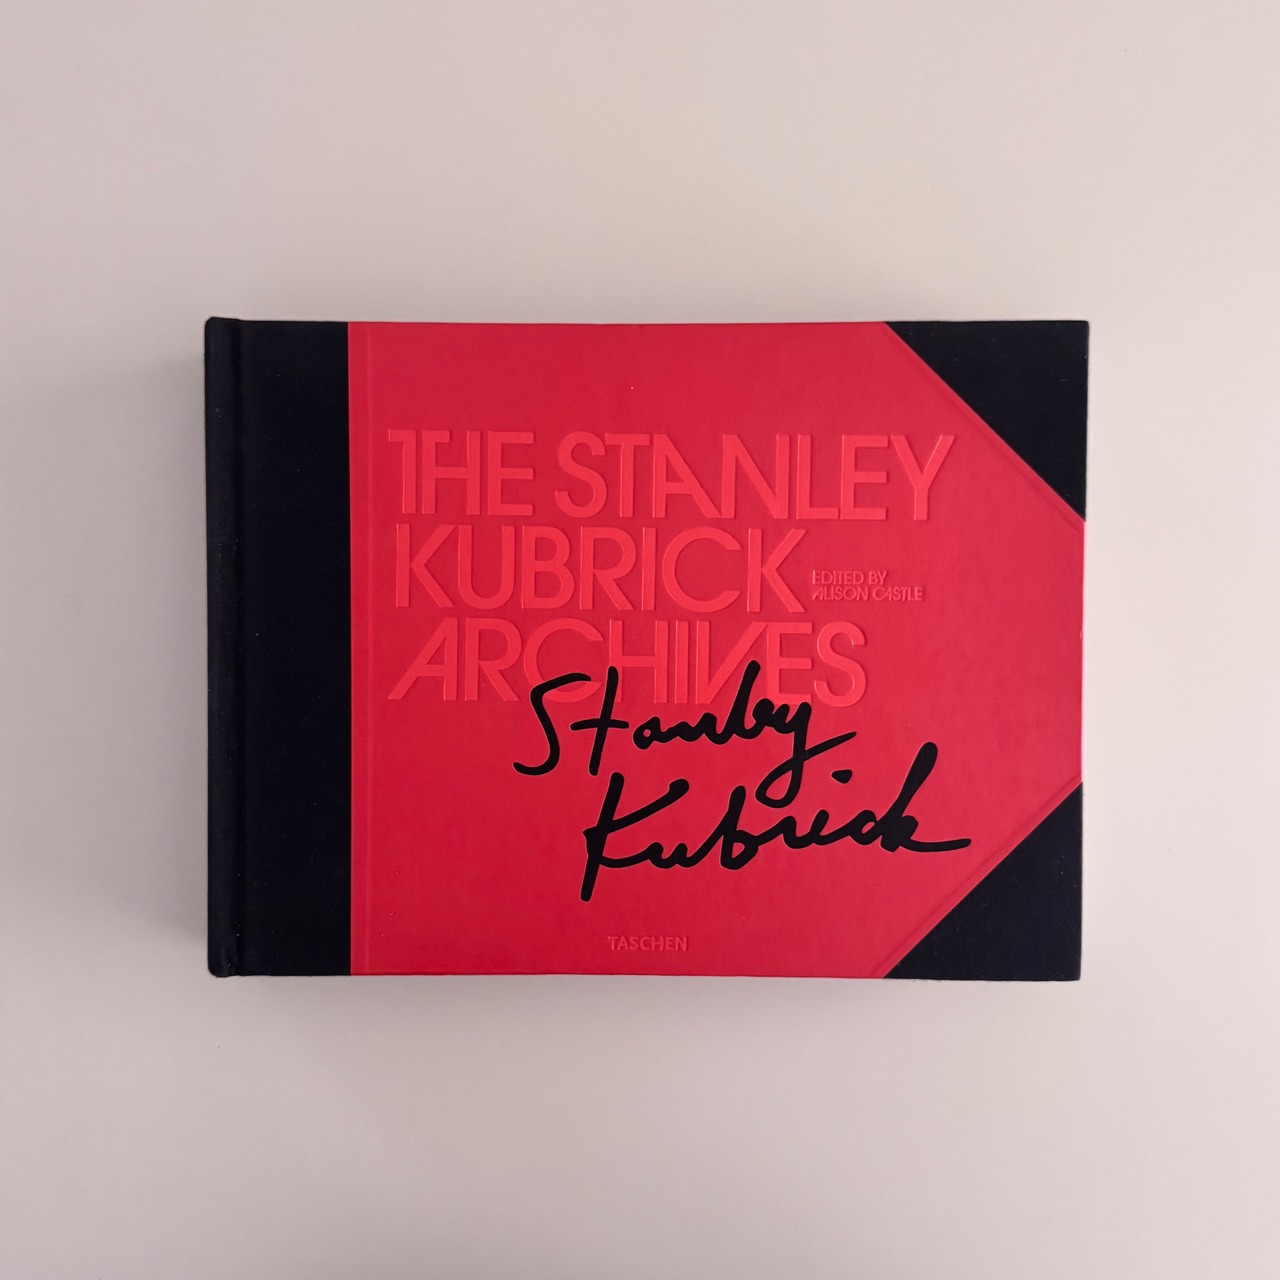 THE STANLEY
KUBRICK
EDITED BY
ALISON CASTLE
ARCHIVES
Stanley
Kubrick
TASCHEN